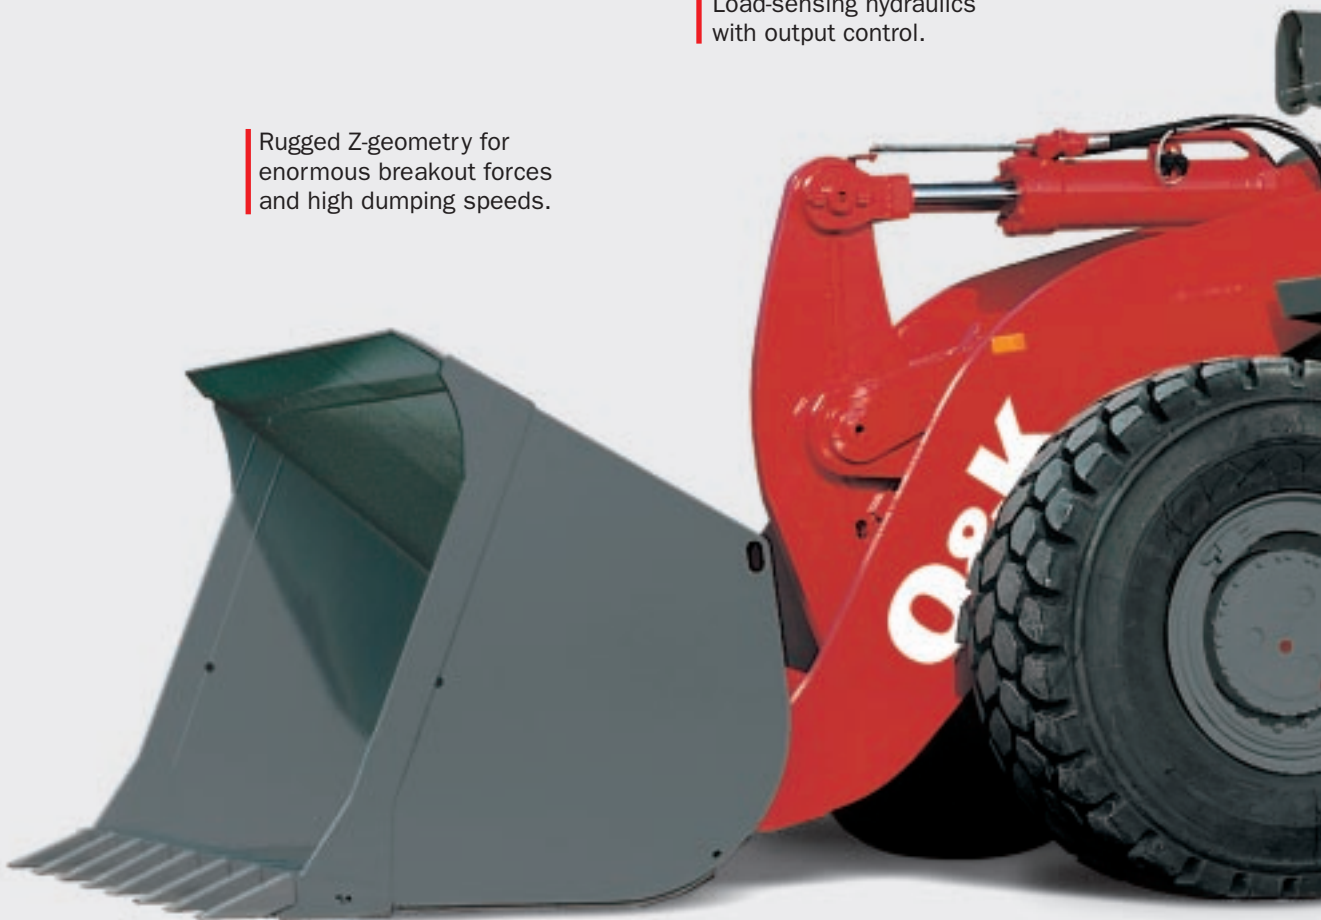 Load-sensing hydraulics
with output control.
Rugged Z-geometry for
enormous breakout forces
and high dumping speeds.
O&K